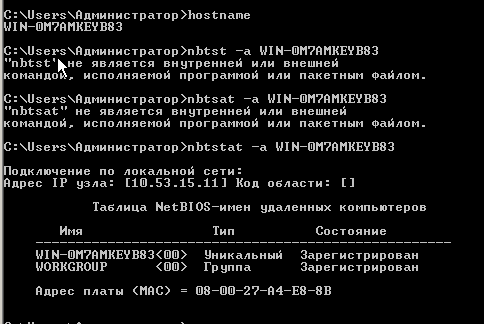 C:\Users\Администратор>hostname
WIN-0M7AMKEYB83
C:\Users\Администратор>nbtst -a WIN-0M7AMKEYB83
"nbtst" не является внутренней или внешней
командой, исполняемой программой или пакетным файлом.
C:\Users\Администратор>nbtsat -a WIN-0M7AMKEYB83
"nbtsat" не является внутренней или внешней
командой, исполняемой программой или пакетным файлом.
C:\Users\Администратор>nbtstat -a WIN-0M7AMKEYB83
Подключение по локальной сети:
Адрес IP узла: [10.53.15.11] Код области: []
Таблица NetBIOS-имен удаленных компьютеров
Имя Тип Состояние
---------------------------------------------
WIN-0M7AMKEYB83<00> Уникальный Зарегистрирован
WORKGROUP <00> Группа Зарегистрирован
Адрес платы (MAC) = 08-00-27-A4-E8-8B